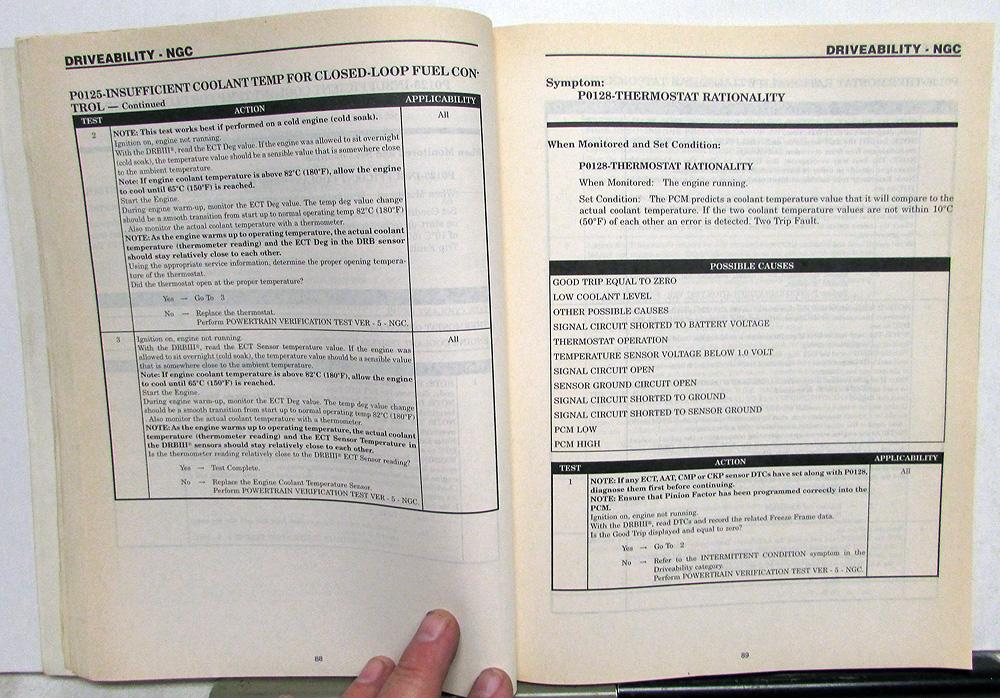 DRIVEABILITY - NGC
P0125-INSUFFICIENT COOLANT TEMP FOR CLOSED-LOOP FUEL CON-
TROL — Continued
TEST ACTION APPLICABILITY
2 NOTE: This test works best if performed on a cold engine (cold soak). All
Ignition on, engine not running.
With the DRBIII®, read the ECT Deg value. If the engine was allowed to sit overnight
(cold soak), the temperature value should be a sensible value that is somewhere close
to the ambient temperature.
Note: If engine coolant temperature is above 82°C (180°F), allow the engine
to cool until 65°C (150°F) is reached.
Start the Engine.
During engine warm-up, monitor the ECT Deg value. The temp deg value change
should be a smooth transition from start up to normal operating temp 82°C (180°F)
Also monitor the actual coolant temperature with a thermometer.
NOTE: As the engine warms up to operating temperature, the actual coolant
temperature (thermometer reading) and the ECT Deg in the DRB sensor
should stay relatively close to each other.
Using the appropriate service information, determine the proper opening tempera-
ture of the thermostat.
Did the thermostat open at the proper temperature?
Yes → Go To 3
No → Replace the thermostat.
Perform POWERTRAIN VERIFICATION TEST VER - 5 - NGC.
3 Ignition on, engine not running. All
With the DRBIII®, read the ECT Sensor temperature value. If the engine was
allowed to sit overnight (cold soak), the temperature value should be a sensible value
that is somewhere close to the ambient temperature.
Note: If engine coolant temperature is above 82°C (180°F), allow the engine
to cool until 65°C (150°F) is reached.
Start the Engine.
During engine warm-up, monitor the ECT Deg value. The temp deg value change
should be a smooth transition from start up to normal operating temp 82°C (180°F)
Also monitor the actual coolant temperature with a thermometer.
NOTE: As the engine warms up to operating temperature, the actual coolant
temperature (thermometer reading) and the ECT Sensor Temperature in
the DRBIII® sensors should stay relatively close to each other.
Is the thermometer reading relatively close to the DRBIII® ECT Sensor reading?
Yes → Test Complete.
No → Replace the Engine Coolant Temperature Sensor.
Perform POWERTRAIN VERIFICATION TEST VER - 5 - NGC.
88
DRIVEABILITY - NGC
Symptom:
P0128-THERMOSTAT RATIONALITY
When Monitored and Set Condition:
P0128-THERMOSTAT RATIONALITY
When Monitored: The engine running.
Set Condition: The PCM predicts a coolant temperature value that it will compare to the
actual coolant temperature. If the two coolant temperature values are not within 10°C
(50°F) of each other an error is detected. Two Trip Fault.
POSSIBLE CAUSES
GOOD TRIP EQUAL TO ZERO
LOW COOLANT LEVEL
OTHER POSSIBLE CAUSES
SIGNAL CIRCUIT SHORTED TO BATTERY VOLTAGE
THERMOSTAT OPERATION
TEMPERATURE SENSOR VOLTAGE BELOW 1.0 VOLT
SIGNAL CIRCUIT OPEN
SENSOR GROUND CIRCUIT OPEN
SIGNAL CIRCUIT SHORTED TO GROUND
SIGNAL CIRCUIT SHORTED TO SENSOR GROUND
PCM LOW
PCM HIGH
TEST ACTION APPLICABILITY
1 NOTE: If any ECT, AAT, CMP or CKP sensor DTCs have set along with P0128, All
diagnose them first before continuing.
NOTE: Ensure that Pinion Factor has been programmed correctly into the
PCM.
Ignition on, engine not running.
With the DRBIII®, read DTCs and record the related Freeze Frame data.
Is the Good Trip displayed and equal to zero?
Yes → Go To 2
No → Refer to the INTERMITTENT CONDITION symptom in the
Driveability category.
Perform POWERTRAIN VERIFICATION TEST VER - 5 - NGC.
89